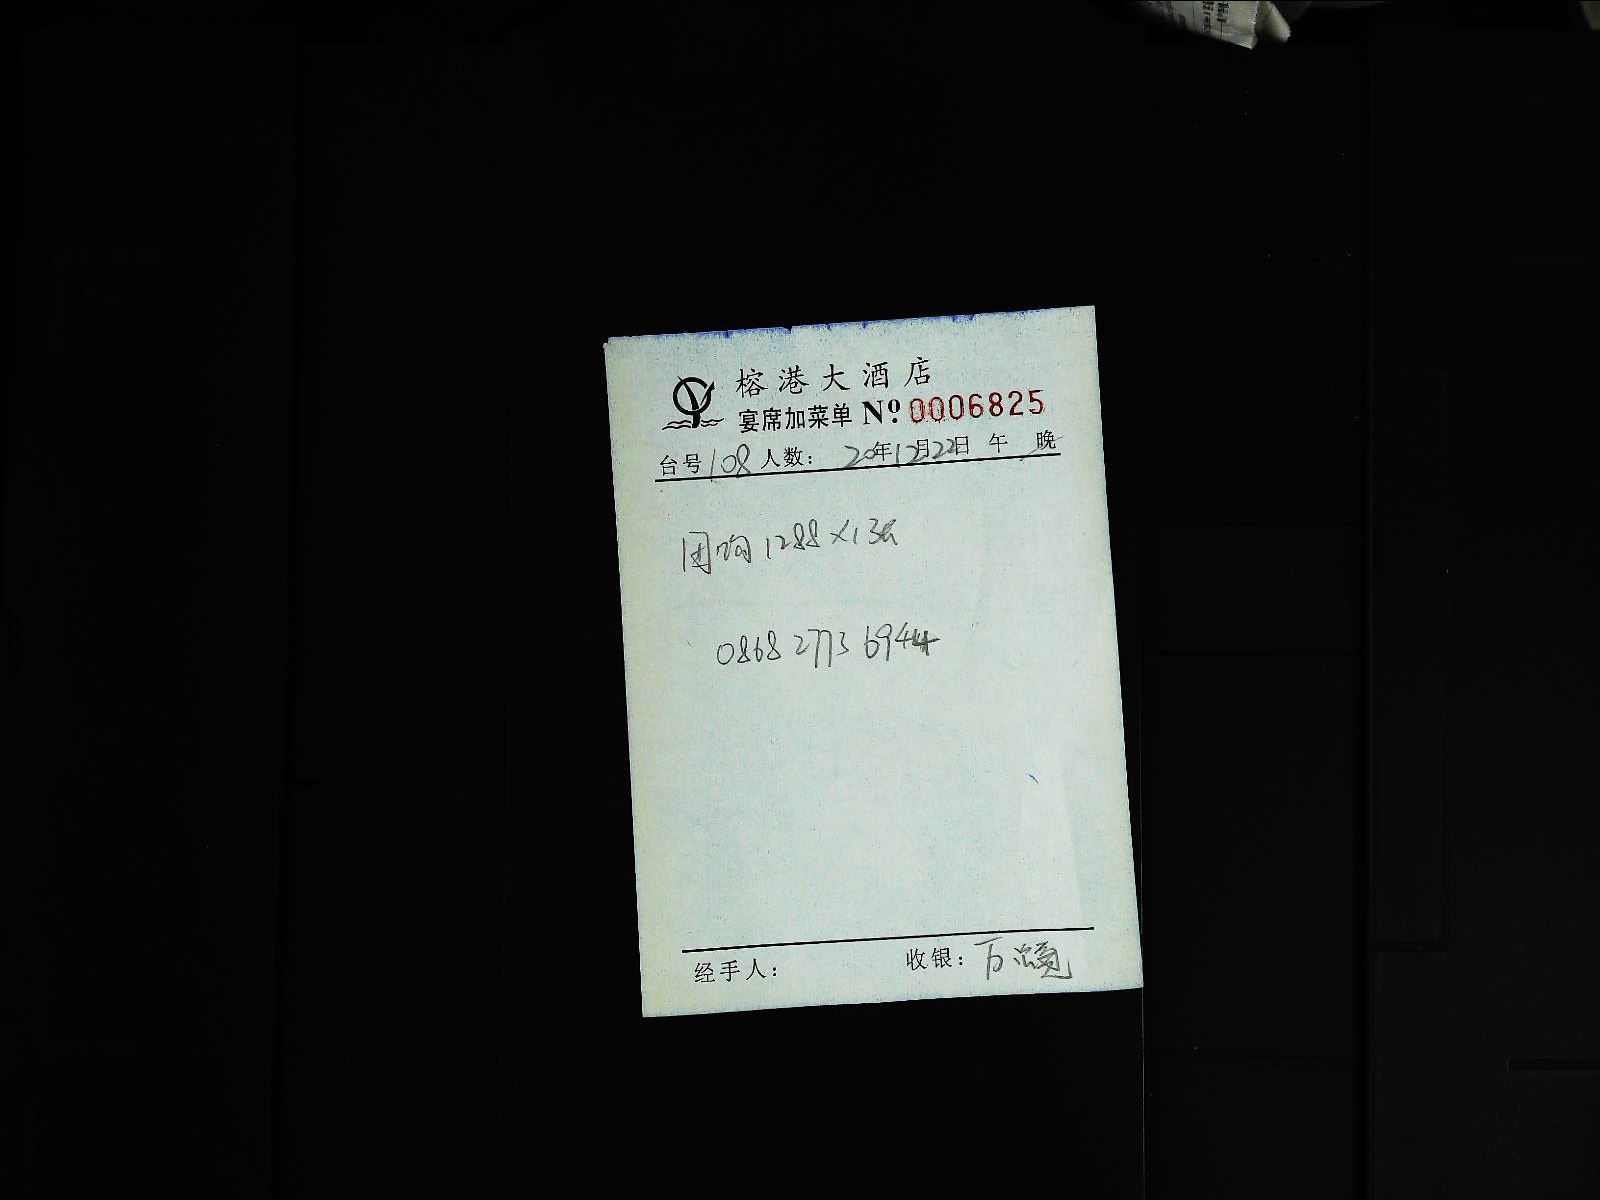 榕港大酒店
宴席加菜单 Nº 0006825
台号 108 人数: 20年12月22日 午 晚
团购 1288×1张
0868 2773 6944
经手人: 收银: